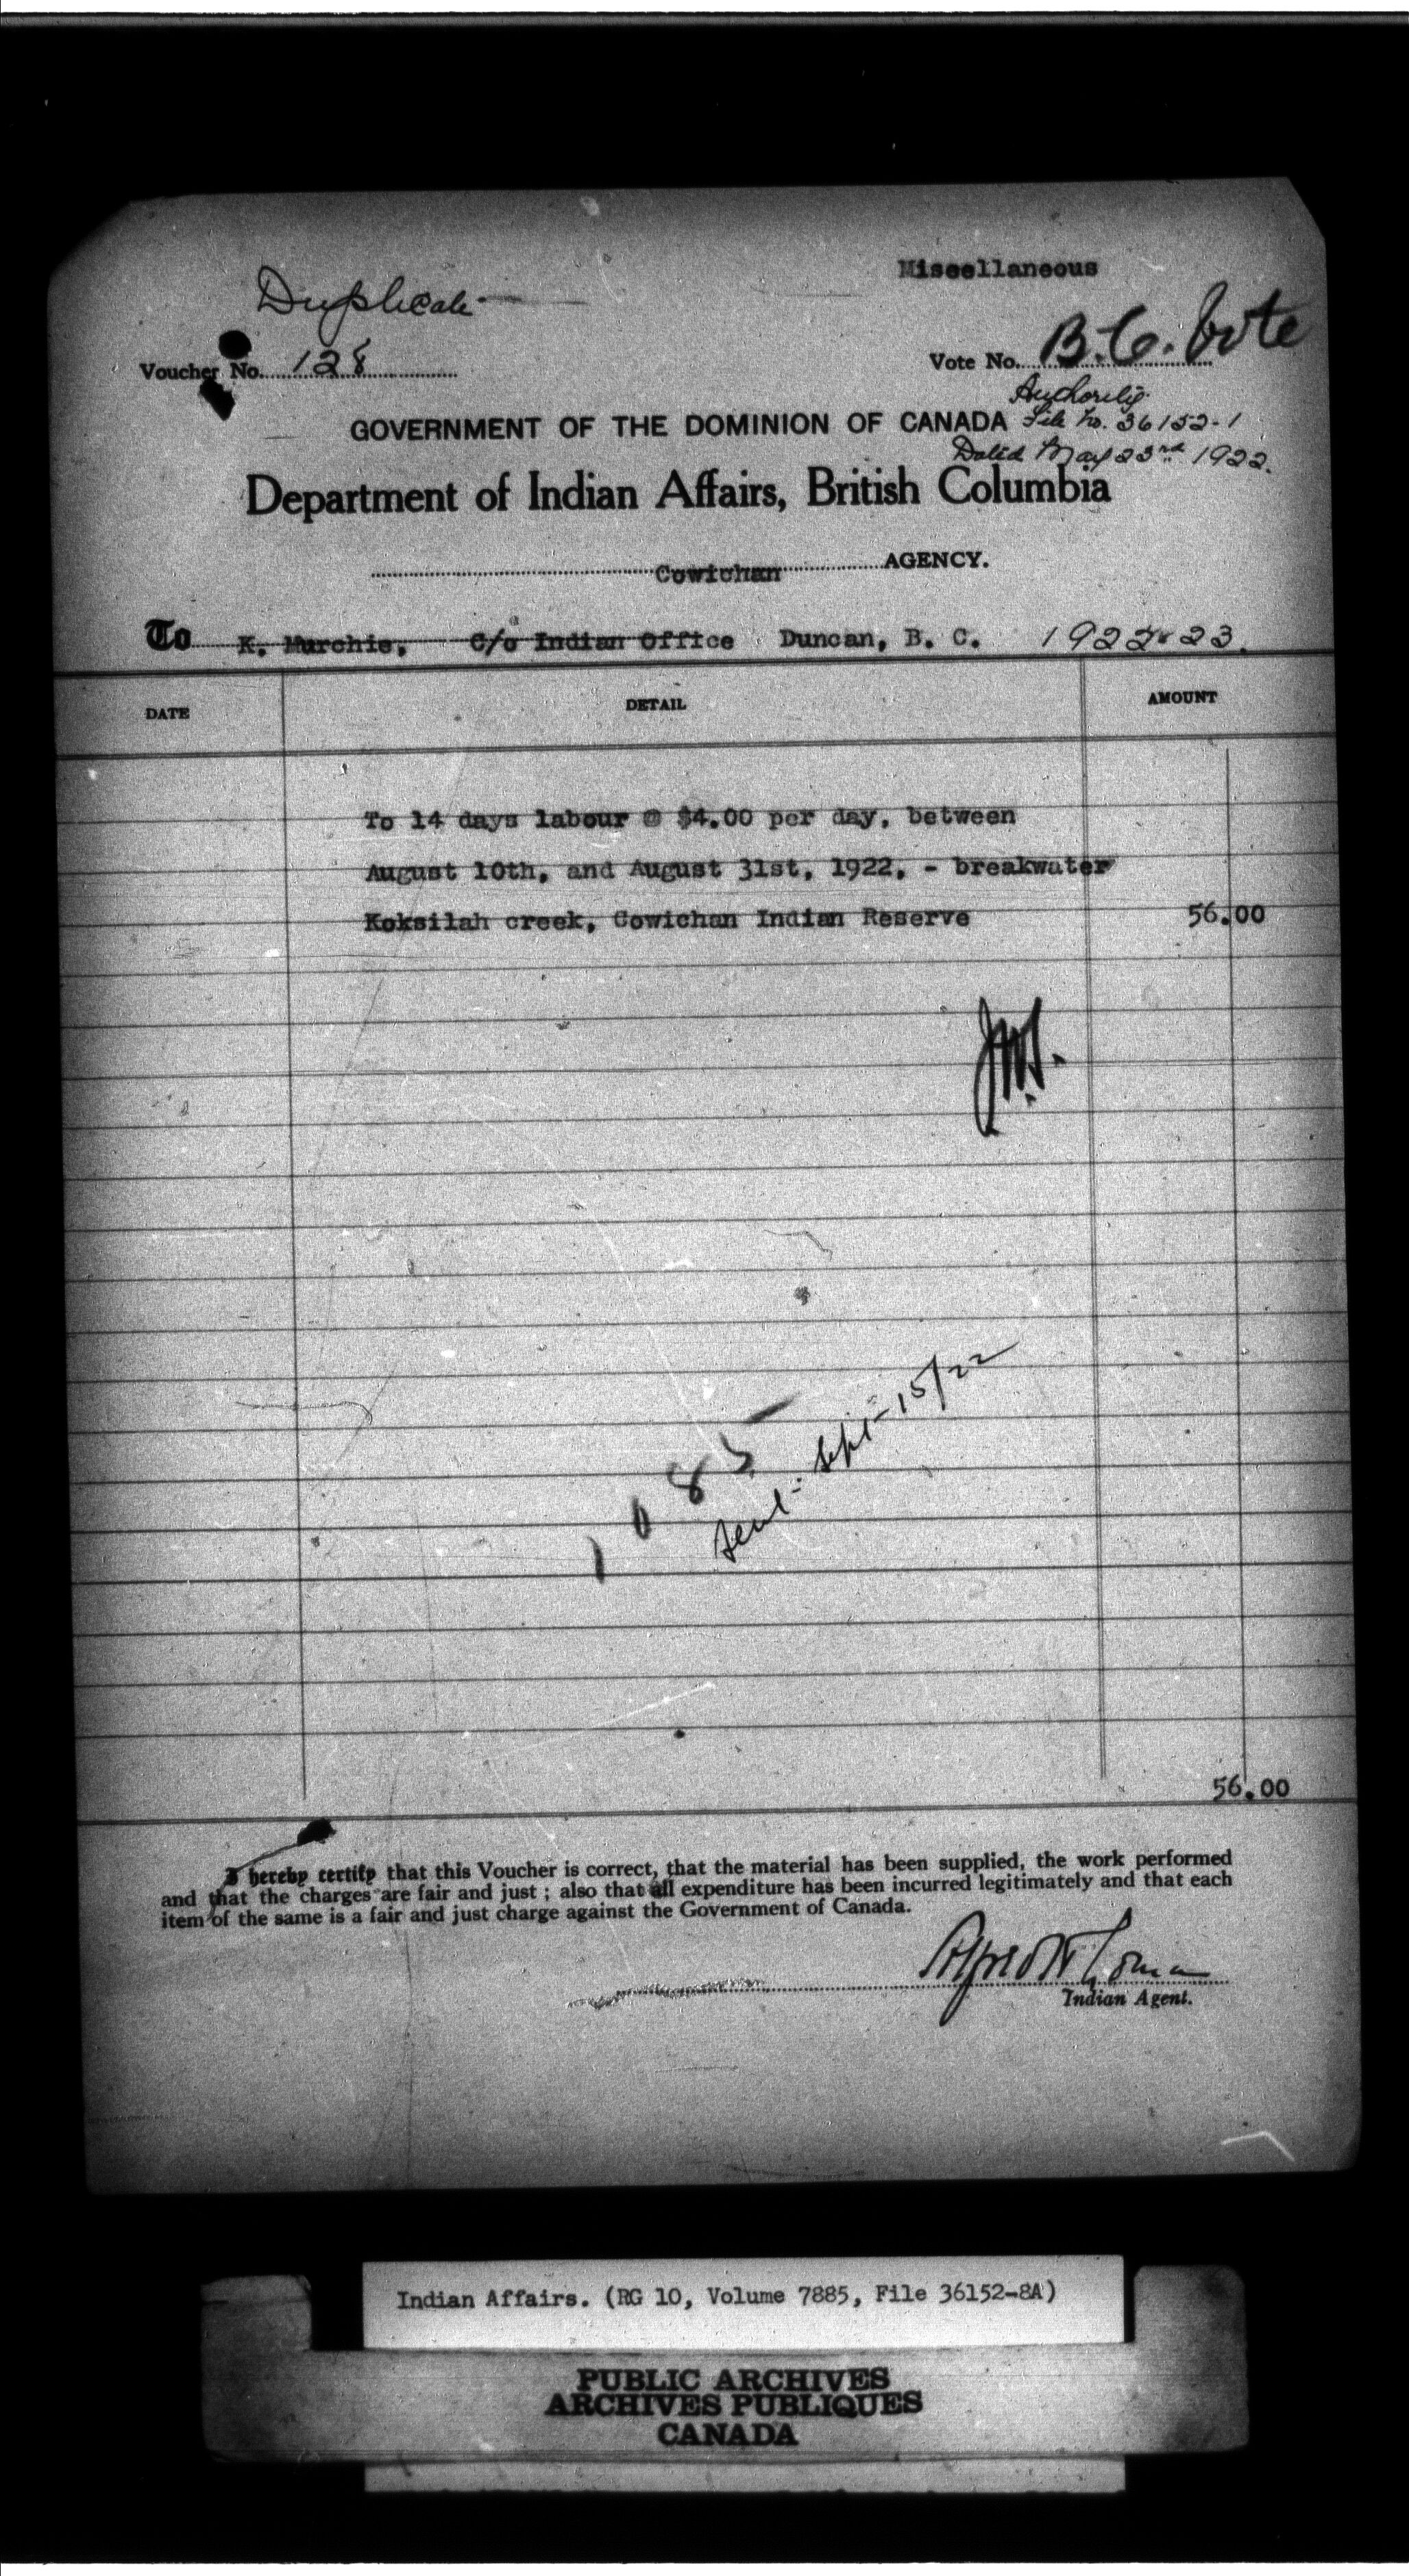 Miscellaneous
Duplicate
Voucher No. 128
Vote No. B.C. Vote
Authority
File No. 36152-1
Dated May 23rd 1922.
GOVERNMENT OF THE DOMINION OF CANADA
Department of Indian Affairs, British Columbia
Cowichan AGENCY.
To K. Murchie, C/o Indian Office Duncan, B. C. 1922-23.
DATE DETAIL AMOUNT
To 14 days labour @ $4.00 per day, between
August 10th, and August 31st, 1922, - breakwater
Koksilah creek, Cowichan Indian Reserve 56.00
1085
Sent - Sept-15/22
56.00
I hereby certify that this Voucher is correct, that the material has been supplied, the work performed
and that the charges are fair and just ; also that all expenditure has been incurred legitimately and that each
item of the same is a fair and just charge against the Government of Canada.
Indian Agent.
Indian Affairs. (RG 10, Volume 7885, File 36152-8A)
PUBLIC ARCHIVES
ARCHIVES PUBLIQUES
CANADA